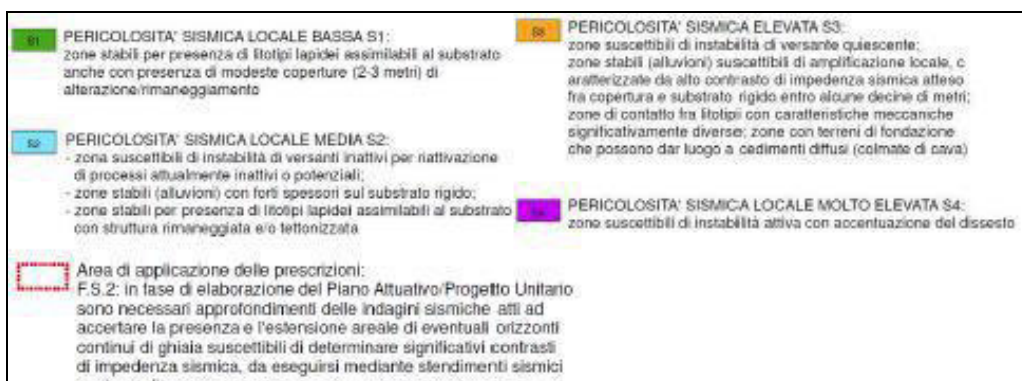 S1
PERICOLOSITA' SISMICA LOCALE BASSA S1:
zone stabili per presenza di litotipi lapidei assimilabili al substrato
anche con presenza di modeste coperture (2-3 metri) di
alterazione/rimaneggiamento
S2
PERICOLOSITA' SISMICA LOCALE MEDIA S2:
- zona suscettibili di instabilità di versanti inattivi per riattivazione
di processi attualmente inattivi o potenziali;
- zone stabili (alluvioni) con forti spessori sul substrato rigido;
- zone stabili per presenza di litotipi lapidei assimilabili al substrato
con struttura rimaneggiata e/o tettonizzata
Area di applicazione delle prescrizioni:
F.S.2: in fase di elaborazione del Piano Attuativo/Progetto Unitario
sono necessari approfondimenti delle indagini sismiche atti ad
accertare la presenza e l'estensione areale di eventuali orizzonti
continui di ghiaia suscettibili di determinare significativi contrasti
di impedenza sismica, da eseguirsi mediante stendimenti sismici
S3
PERICOLOSITA' SISMICA ELEVATA S3:
zone suscettibili di instabilità di versante quiescente;
zone stabili (alluvioni) suscettibili di amplificazione locale, c
aratterizzate da alto contrasto di impedenza sismica atteso
fra copertura e substrato rigido entro alcune decine di metri;
zone di contatto fra litotipi con caratteristiche meccaniche
significativamente diverse; zone con terreni di fondazione
che possono dar luogo a cedimenti diffusi (colmate di cava)
S4
PERICOLOSITA' SISMICA LOCALE MOLTO ELEVATA S4:
zone suscettibili di instabilità attiva con accentuazione del dissesto